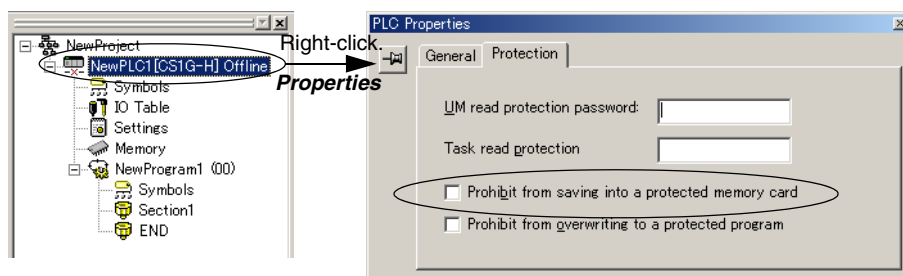 NewProject
NewPLC1[CS1G-H] Offline
Symbols
IO Table
Settings
Memory
NewProgram1 (00)
Symbols
Section1
END
Right-click.
Properties
PLC Properties
General
Protection
UM read protection password:
Task read protection
Prohibit from saving into a protected memory card
Prohibit from overwriting to a protected program